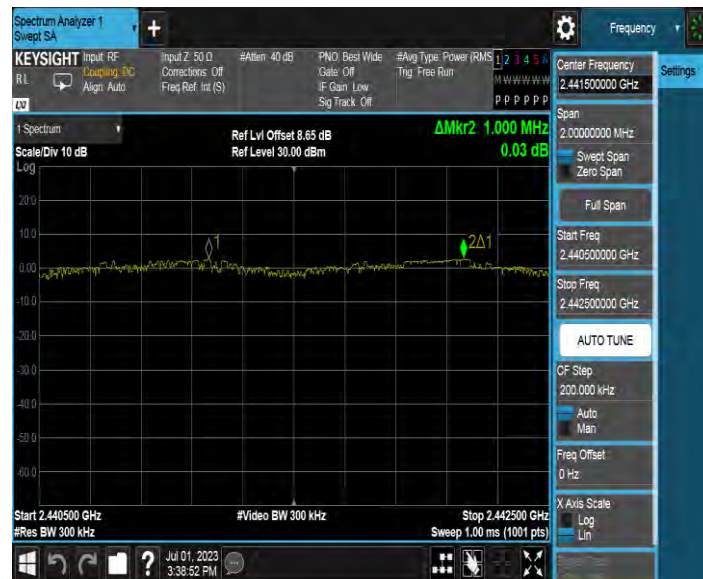 Spectrum Analyzer 1
Swept SA
+
Frequency
KEYSIGHT
RL
LXI
Input: RF
Coupling: DC
Align: Auto
Input Z: 50 Ω
Corrections: Off
Freq Ref: Int (S)
#Atten: 40 dB
PNO: Best Wide
Gate: Off
IF Gain: Low
Sig Track: Off
#Avg Type: Power (RMS
Trig: Free Run
1 2 3 4 5 6
M W W W W W
P P P P P P
Center Frequency
2.441500000 GHz
Settings
Span
2.00000000 MHz
Swept Span
Zero Span
Full Span
Start Freq
2.440500000 GHz
Stop Freq
2.442500000 GHz
AUTO TUNE
CF Step
200.000 kHz
Auto
Man
Freq Offset
0 Hz
X Axis Scale
Log
Lin
1 Spectrum
Scale/Div 10 dB
Ref Lvl Offset 8.65 dB
Ref Level 30.00 dBm
ΔMkr2 1.000 MHz
0.03 dB
Log
20.0
10.0
0.00
-10.0
-20.0
-30.0
-40.0
-50.0
-60.0
1
2Δ1
Start 2.440500 GHz
#Res BW 300 kHz
#Video BW 300 kHz
Stop 2.442500 GHz
Sweep 1.00 ms (1001 pts)
?
Jul 01, 2023
3:38:52 PM